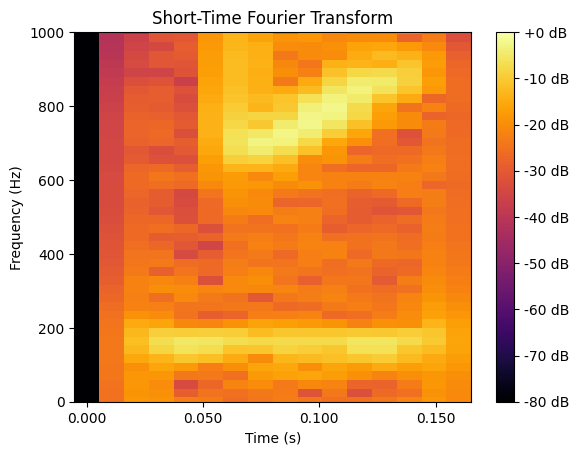 Short-Time Fourier Transform
Frequency (Hz)
1000
800
600
400
200
0
0.000
0.050
0.100
0.150
Time (s)
+0 dB
-10 dB
-20 dB
-30 dB
-40 dB
-50 dB
-60 dB
-70 dB
-80 dB